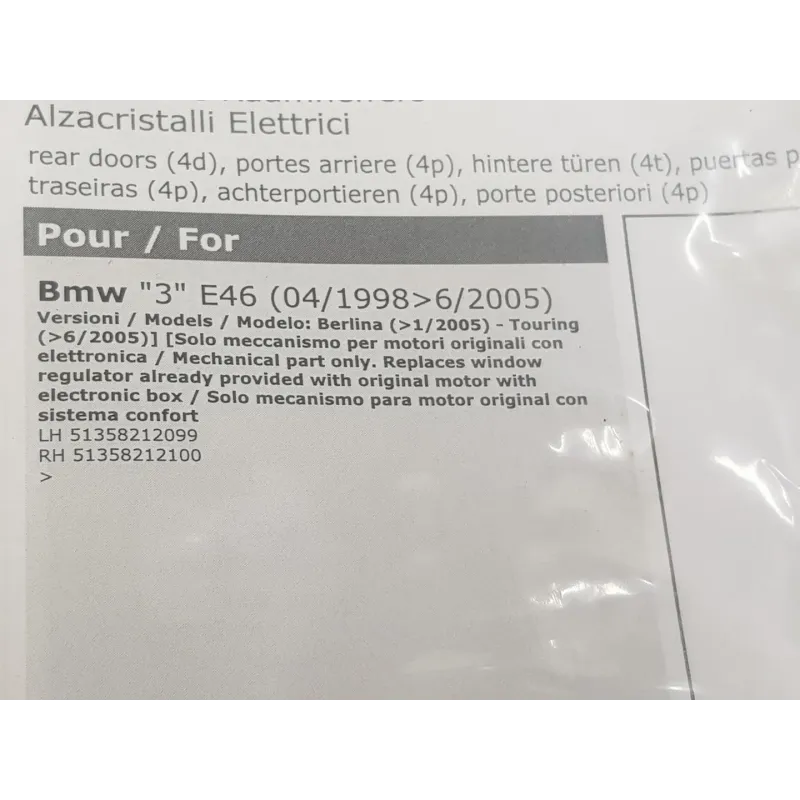 Alzacristalli Elettrici
rear doors (4d), portes arriere (4p), hintere türen (4t), puertas
traseiras (4p), achterportieren (4p), porte posteriori (4p)
Pour / For
Bmw "3" E46 (04/1998>6/2005)
Versioni / Models / Modelo: Berlina (>1/2005) - Touring
(>6/2005)] [Solo meccanismo per motori originali con
elettronica / Mechanical part only. Replaces window
regulator already provided with original motor with
electronic box / Solo mecanismo para motor original con
sistema confort
LH 51358212099
RH 51358212100
>